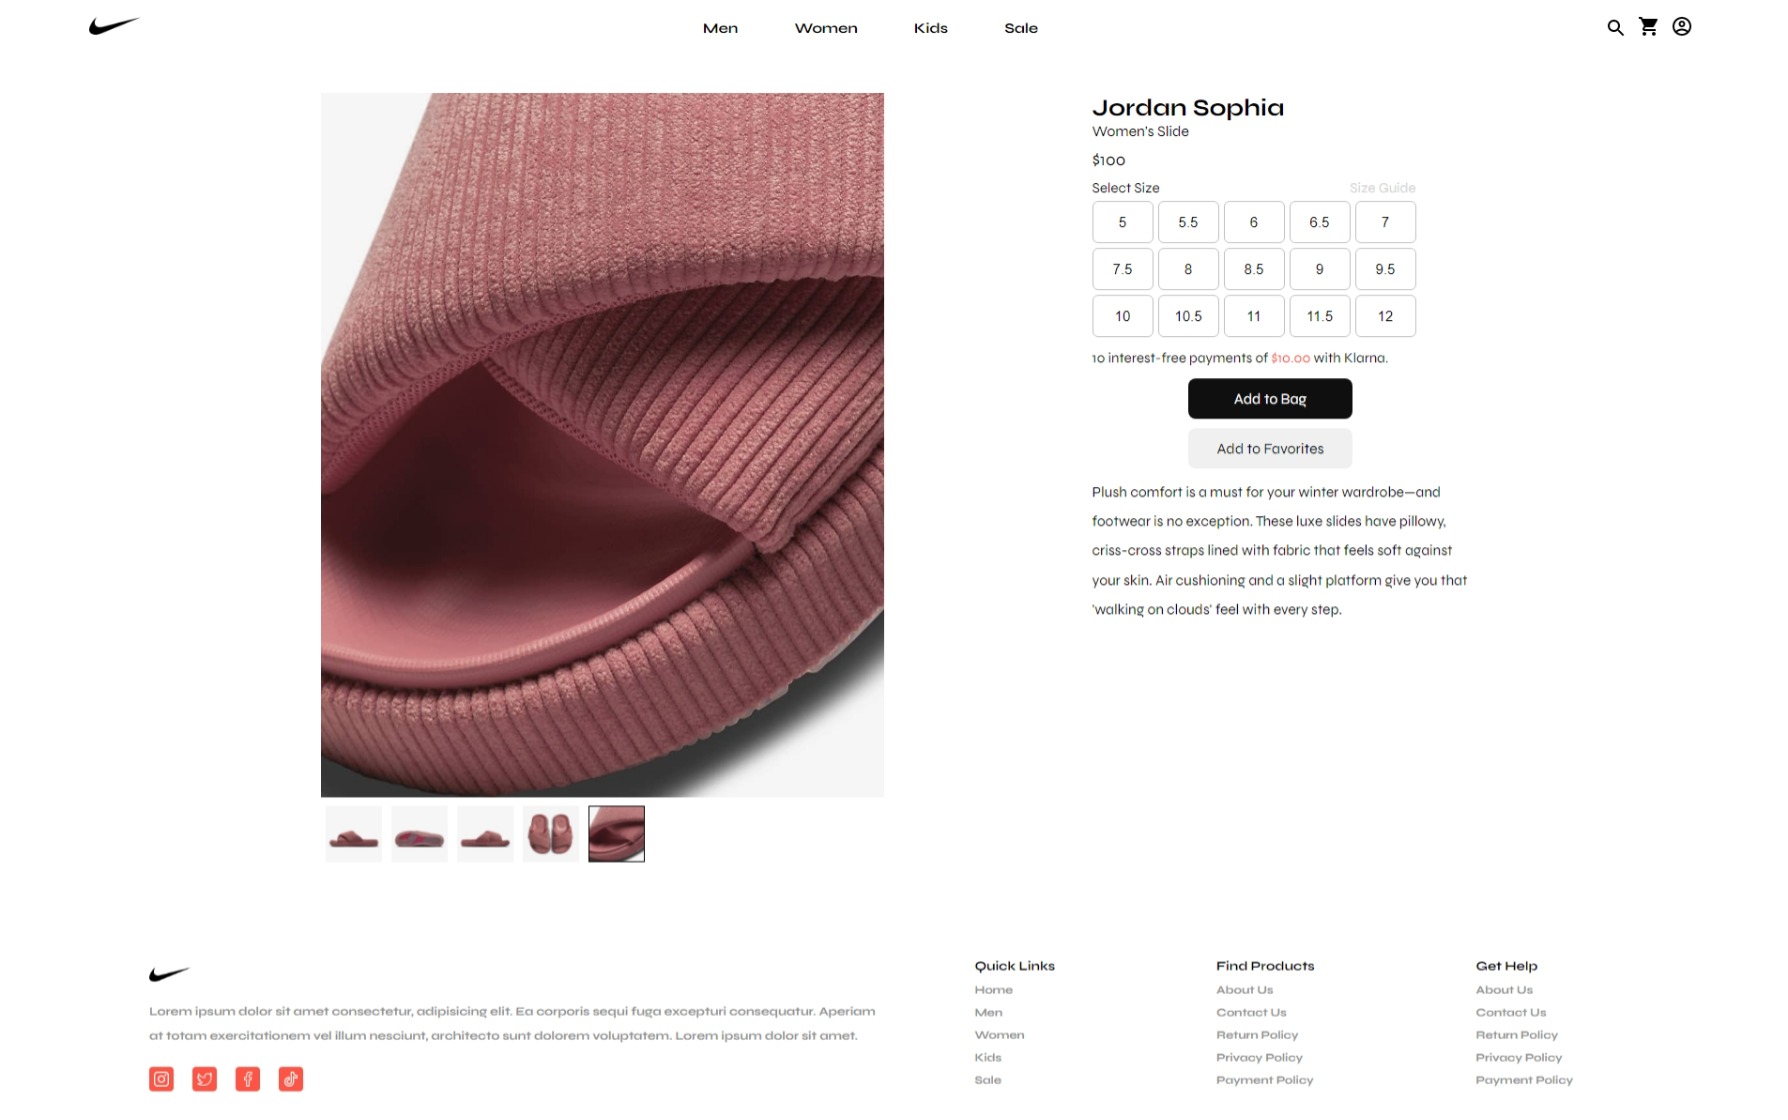 Men Women Kids Sale
Jordan Sophia
Women's Slide
$100
Select Size Size Guide
5 5.5 6 6.5 7
7.5 8 8.5 9 9.5
10 10.5 11 11.5 12
10 interest-free payments of $10.00 with Klarna.
Add to Bag
Add to Favorites
Plush comfort is a must for your winter wardrobe—and
footwear is no exception. These luxe slides have pillowy,
criss-cross straps lined with fabric that feels soft against
your skin. Air cushioning and a slight platform give you that
'walking on clouds' feel with every step.
Lorem ipsum dolor sit amet consectetur, adipisicing elit. Ea corporis sequi fuga excepturi consequatur. Aperiam
at totam exercitationem vel illum nesciunt, architecto sunt dolorem voluptatem. Lorem ipsum dolor sit amet.
Quick Links
Home
Men
Women
Kids
Sale
Find Products
About Us
Contact Us
Return Policy
Privacy Policy
Payment Policy
Get Help
About Us
Contact Us
Return Policy
Privacy Policy
Payment Policy